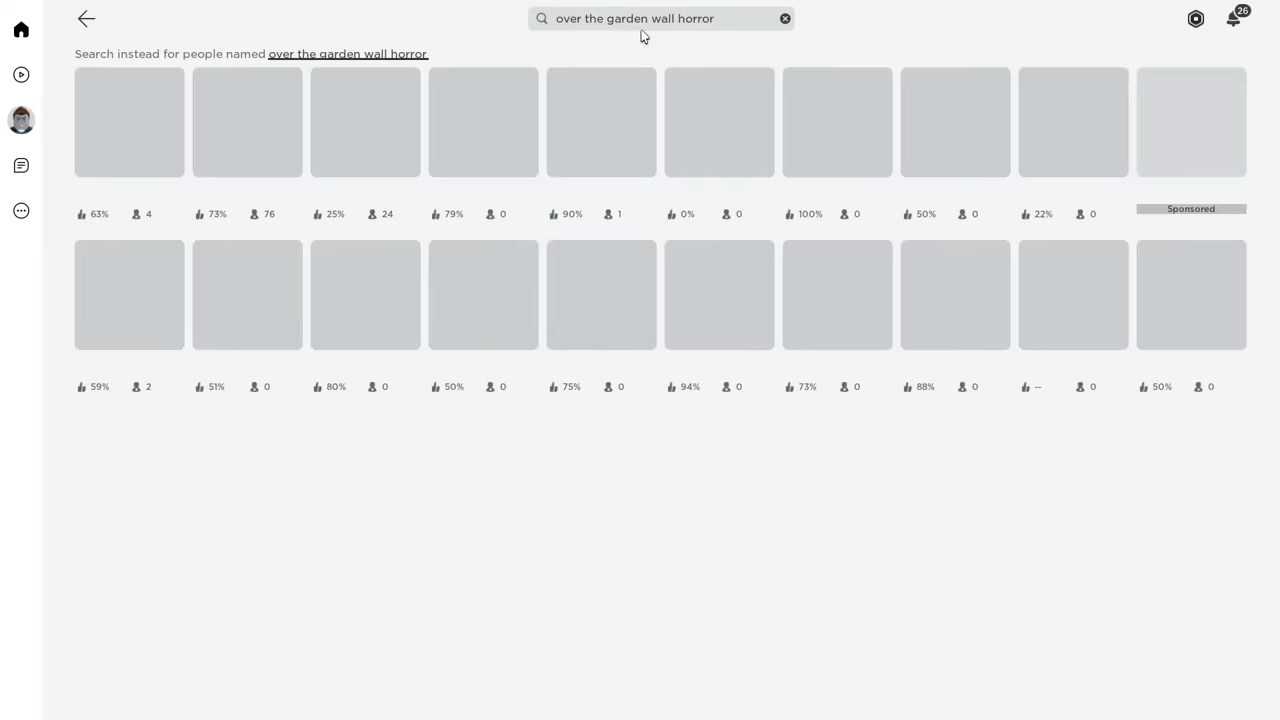 over the garden wall horror
26
Search instead for people named over the garden wall horror
63% 4 73% 76 25% 24 79% 0 90% 1 0% 0 100% 0 50% 0 22% 0 Sponsored
59% 2 51% 0 80% 0 50% 0 75% 0 94% 0 73% 0 88% 0 -- 0 50% 0